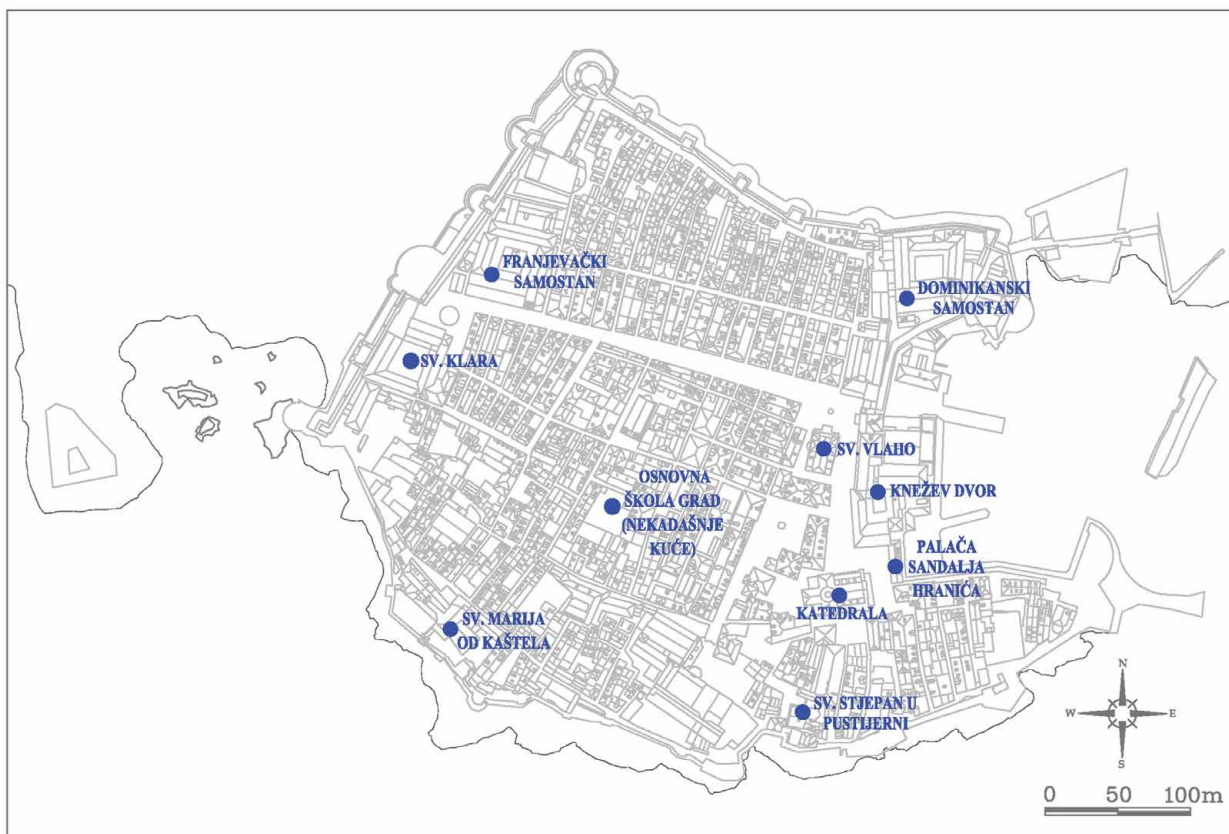 FRANJEVAČKI
SAMOSTAN
DOMINIKANSKI
SAMOSTAN
SV. KLARA
SV. VLAHO
OSNOVNA
ŠKOLA GRAD
(NEKADAŠNJE
KUĆE)
KNEŽEV DVOR
PALAČA
SANDALJA
HRANIĆA
KATEDRALA
SV. MARIJA
OD KAŠTELA
SV. STJEPAN U
PUSTIJERNI
N
W E
S
0 50 100m